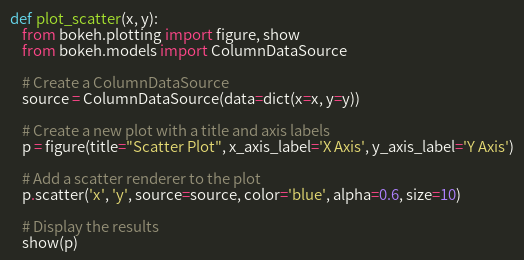 def plot_scatter(x, y):
    from bokeh.plotting import figure, show
    from bokeh.models import ColumnDataSource

    # Create a ColumnDataSource
    source = ColumnDataSource(data=dict(x=x, y=y))

    # Create a new plot with a title and axis labels
    p = figure(title="Scatter Plot", x_axis_label='X Axis', y_axis_label='Y Axis')

    # Add a scatter renderer to the plot
    p.scatter('x', 'y', source=source, color='blue', alpha=0.6, size=10)

    # Display the results
    show(p)